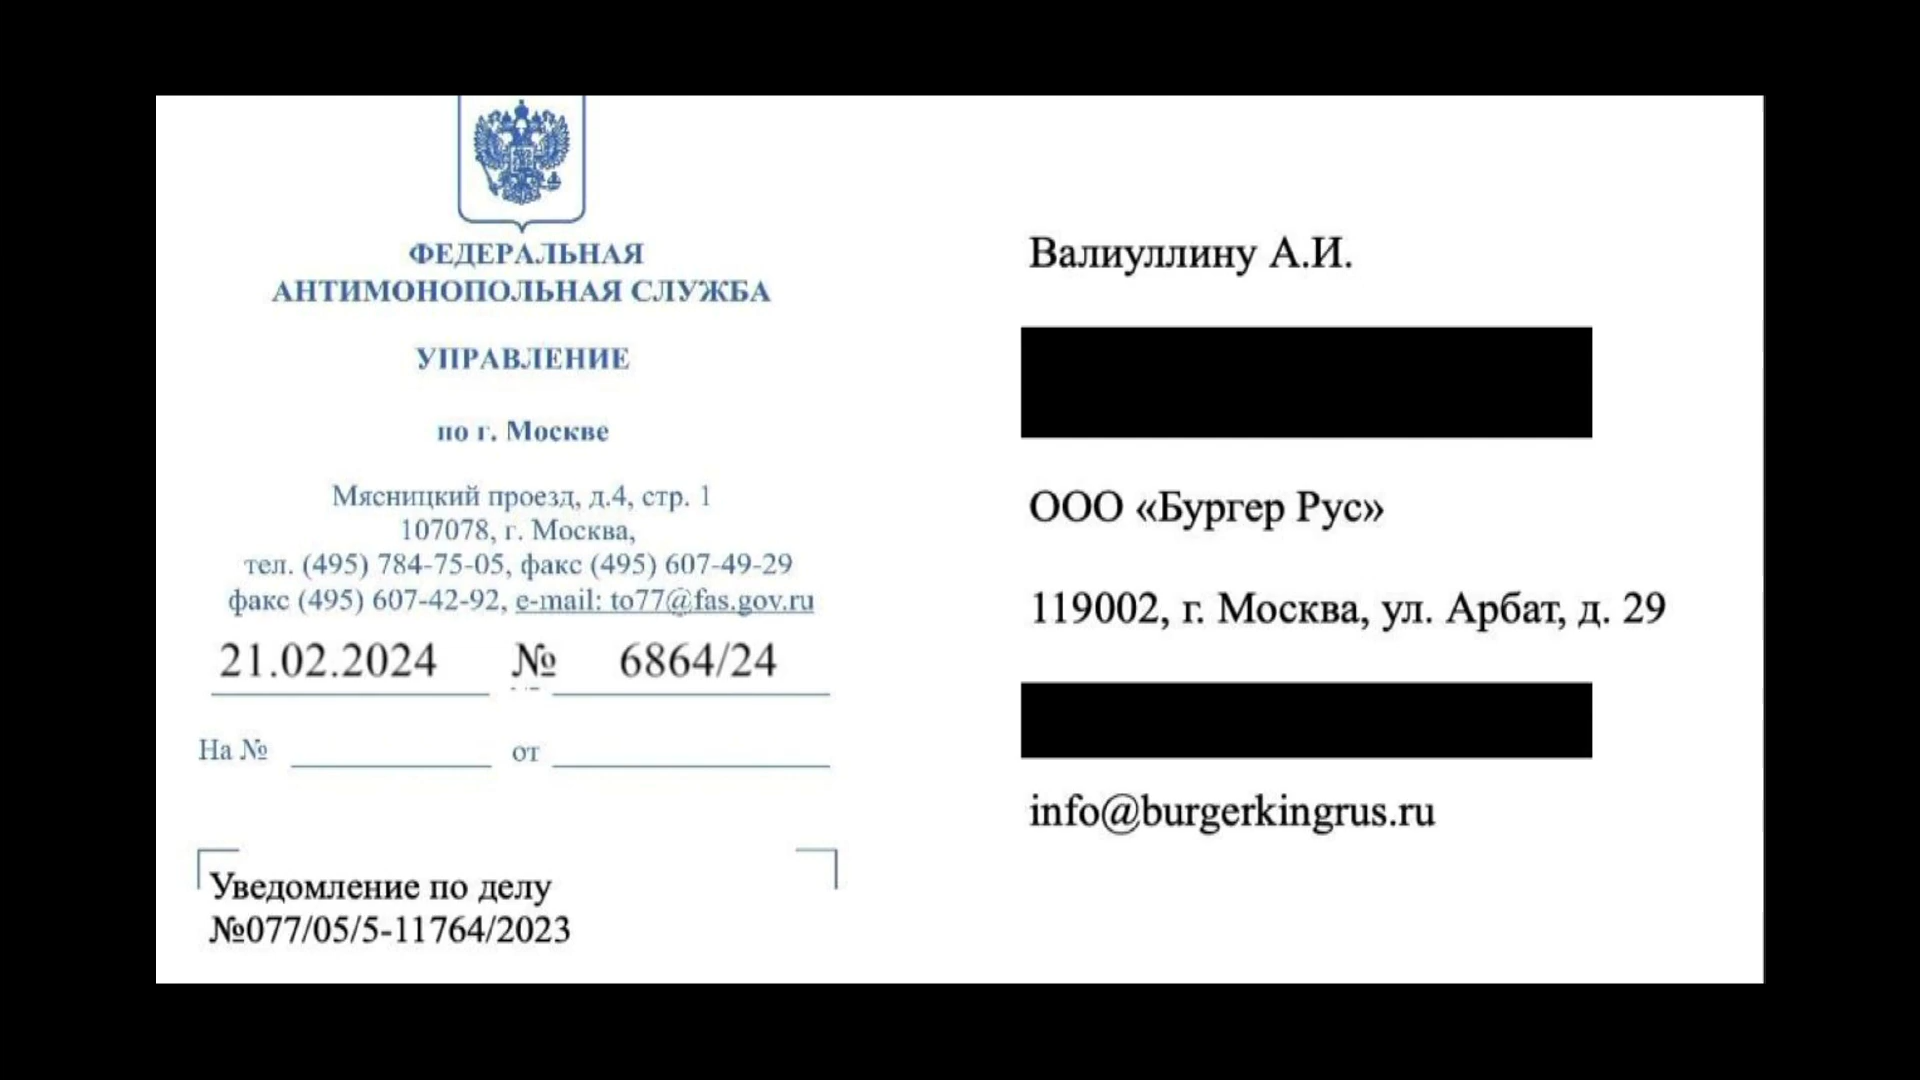 ФЕДЕРАЛЬНАЯ
АНТИМОНОПОЛЬНАЯ СЛУЖБА
УПРАВЛЕНИЕ
по г. Москве
Мясницкий проезд, д.4, стр. 1
107078, г. Москва,
тел. (495) 784-75-05, факс (495) 607-49-29
факс (495) 607-42-92, e-mail: to77@fas.gov.ru
21.02.2024 № 6864/24
На № от
Уведомление по делу
№077/05/5-11764/2023
Валиуллину А.И.
ООО «Бургер Рус»
119002, г. Москва, ул. Арбат, д. 29
info@burgerkingrus.ru